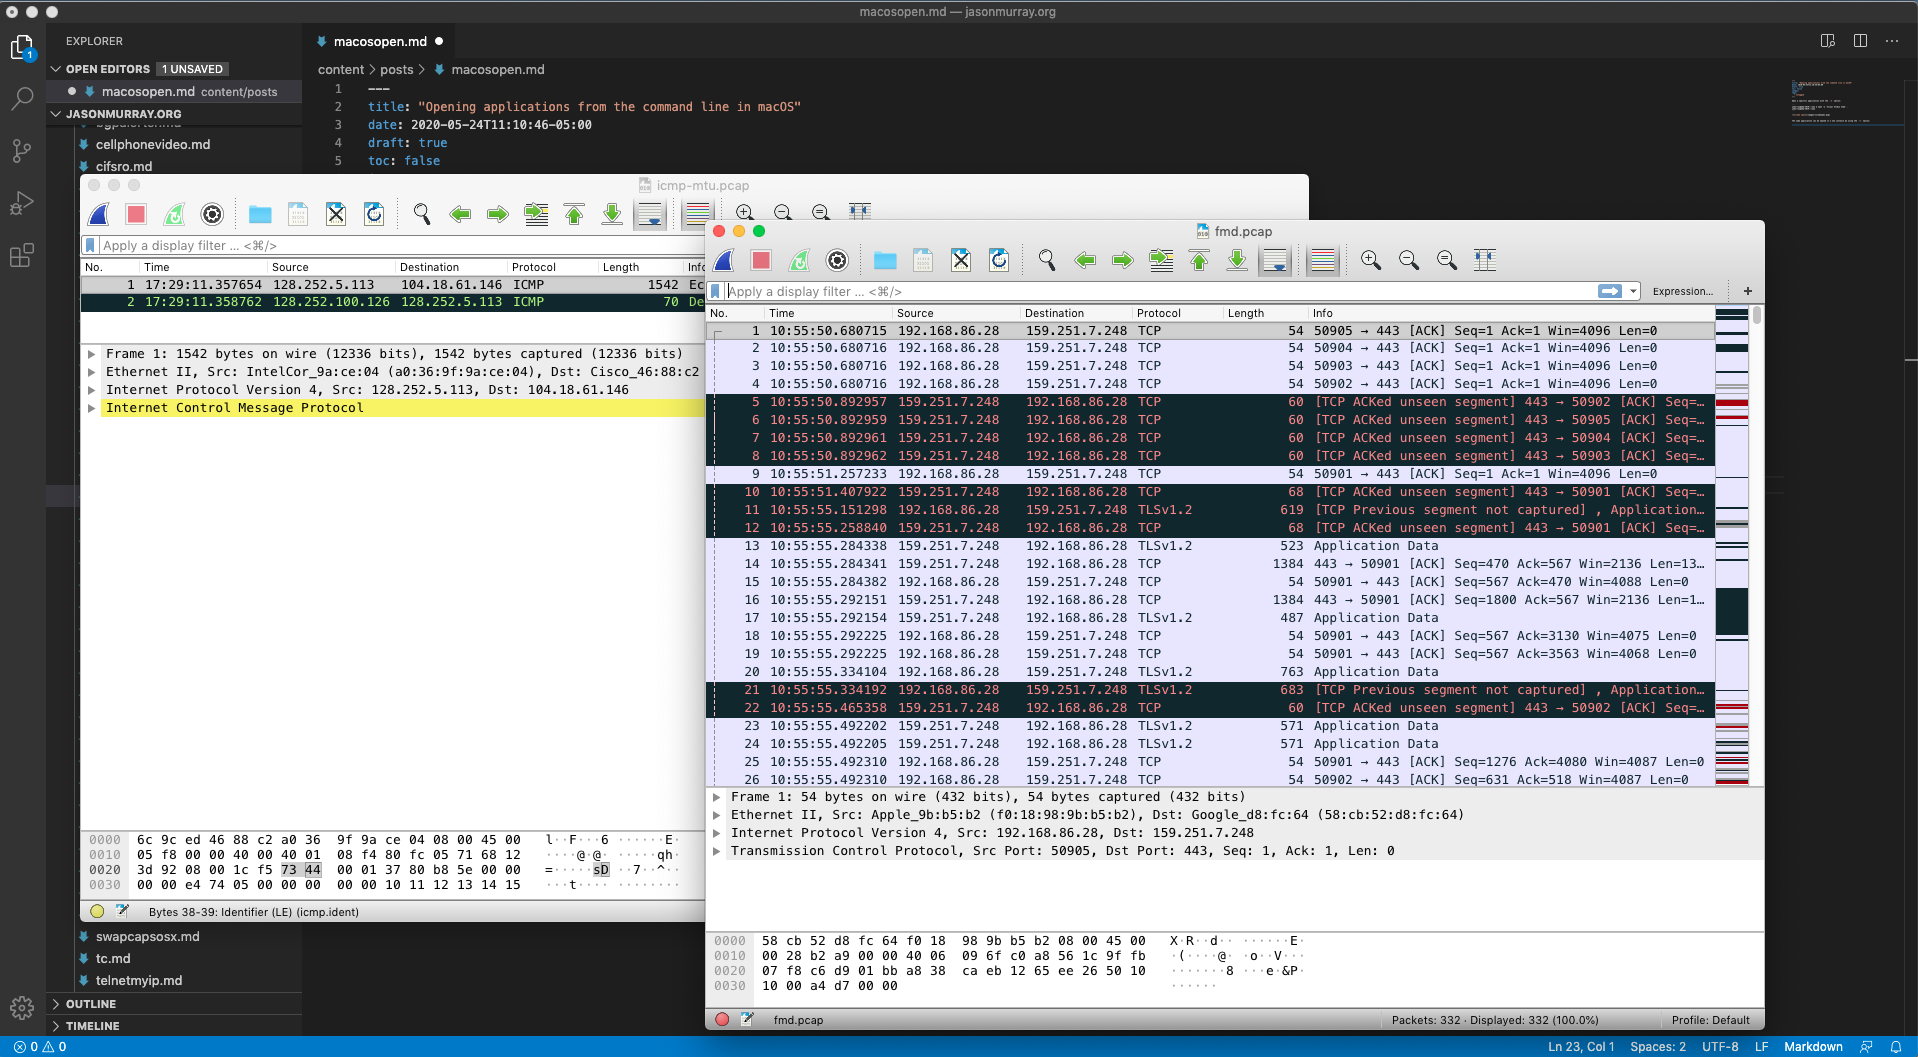 macosopen.md — jasonmurray.org
EXPLORER
OPEN EDITORS 1 UNSAVED
macosopen.md content/posts
JASONMURRAY.ORG
cellphonevideo.md
cifsro.md
macosopen.md
content > posts > macosopen.md
1 ---
2 title: "Opening applications from the command line in macOS"
3 date: 2020-05-24T11:10:46-05:00
4 draft: true
5 toc: false
icmp-mtu.pcap
Apply a display filter ... <⌘/>
No. Time Source Destination Protocol Length Info
1 17:29:11.357654 128.252.5.113 104.18.61.146 ICMP 1542 Ec
2 17:29:11.358762 128.252.100.126 128.252.5.113 ICMP 70 De
Frame 1: 1542 bytes on wire (12336 bits), 1542 bytes captured (12336 bits)
Ethernet II, Src: IntelCor_9a:ce:04 (a0:36:9f:9a:ce:04), Dst: Cisco_46:88:c2
Internet Protocol Version 4, Src: 128.252.5.113, Dst: 104.18.61.146
Internet Control Message Protocol
0000 6c 9c ed 46 88 c2 a0 36 9f 9a ce 04 08 00 45 00 l··F···6 ······E·
0010 05 f8 00 00 40 00 40 01 08 f4 80 fc 05 71 68 12 ····@·@· ·····qh·
0020 3d 92 08 00 1c f5 73 44 00 01 37 80 b8 5e 00 00 =·····sD ··7··^··
0030 00 00 e4 74 05 00 00 00 00 00 10 11 12 13 14 15 ···t···· ········
Bytes 38-39: Identifier (LE) (icmp.ident)
fmd.pcap
Apply a display filter ... <⌘/> Expression... +
No. Time Source Destination Protocol Length Info
1 10:55:50.680715 192.168.86.28 159.251.7.248 TCP 54 50905 → 443 [ACK] Seq=1 Ack=1 Win=4096 Len=0
2 10:55:50.680716 192.168.86.28 159.251.7.248 TCP 54 50904 → 443 [ACK] Seq=1 Ack=1 Win=4096 Len=0
3 10:55:50.680716 192.168.86.28 159.251.7.248 TCP 54 50903 → 443 [ACK] Seq=1 Ack=1 Win=4096 Len=0
4 10:55:50.680716 192.168.86.28 159.251.7.248 TCP 54 50902 → 443 [ACK] Seq=1 Ack=1 Win=4096 Len=0
5 10:55:50.892957 159.251.7.248 192.168.86.28 TCP 60 [TCP ACKed unseen segment] 443 → 50902 [ACK] Seq=…
6 10:55:50.892959 159.251.7.248 192.168.86.28 TCP 60 [TCP ACKed unseen segment] 443 → 50905 [ACK] Seq=…
7 10:55:50.892961 159.251.7.248 192.168.86.28 TCP 60 [TCP ACKed unseen segment] 443 → 50904 [ACK] Seq=…
8 10:55:50.892962 159.251.7.248 192.168.86.28 TCP 60 [TCP ACKed unseen segment] 443 → 50903 [ACK] Seq=…
9 10:55:51.257233 192.168.86.28 159.251.7.248 TCP 54 50901 → 443 [ACK] Seq=1 Ack=1 Win=4096 Len=0
10 10:55:51.407922 159.251.7.248 192.168.86.28 TCP 68 [TCP ACKed unseen segment] 443 → 50901 [ACK] Seq=…
11 10:55:55.151298 192.168.86.28 159.251.7.248 TLSv1.2 619 [TCP Previous segment not captured] , Application…
12 10:55:55.258840 159.251.7.248 192.168.86.28 TCP 68 [TCP ACKed unseen segment] 443 → 50901 [ACK] Seq=…
13 10:55:55.284338 159.251.7.248 192.168.86.28 TLSv1.2 523 Application Data
14 10:55:55.284341 159.251.7.248 192.168.86.28 TCP 1384 443 → 50901 [ACK] Seq=470 Ack=567 Win=2136 Len=13…
15 10:55:55.284382 192.168.86.28 159.251.7.248 TCP 54 50901 → 443 [ACK] Seq=567 Ack=470 Win=4088 Len=0
16 10:55:55.292151 159.251.7.248 192.168.86.28 TCP 1384 443 → 50901 [ACK] Seq=1800 Ack=567 Win=2136 Len=1…
17 10:55:55.292154 159.251.7.248 192.168.86.28 TLSv1.2 487 Application Data
18 10:55:55.292225 192.168.86.28 159.251.7.248 TCP 54 50901 → 443 [ACK] Seq=567 Ack=3130 Win=4075 Len=0
19 10:55:55.292225 192.168.86.28 159.251.7.248 TCP 54 50901 → 443 [ACK] Seq=567 Ack=3563 Win=4068 Len=0
20 10:55:55.334104 192.168.86.28 159.251.7.248 TLSv1.2 763 Application Data
21 10:55:55.334192 192.168.86.28 159.251.7.248 TLSv1.2 683 [TCP Previous segment not captured] , Application…
22 10:55:55.465358 159.251.7.248 192.168.86.28 TCP 60 [TCP ACKed unseen segment] 443 → 50902 [ACK] Seq=…
23 10:55:55.492202 159.251.7.248 192.168.86.28 TLSv1.2 571 Application Data
24 10:55:55.492205 159.251.7.248 192.168.86.28 TLSv1.2 571 Application Data
25 10:55:55.492310 192.168.86.28 159.251.7.248 TCP 54 50901 → 443 [ACK] Seq=1276 Ack=4080 Win=4087 Len=0
26 10:55:55.492310 192.168.86.28 159.251.7.248 TCP 54 50902 → 443 [ACK] Seq=631 Ack=518 Win=4087 Len=0
Frame 1: 54 bytes on wire (432 bits), 54 bytes captured (432 bits)
Ethernet II, Src: Apple_9b:b5:b2 (f0:18:98:9b:b5:b2), Dst: Google_d8:fc:64 (58:cb:52:d8:fc:64)
Internet Protocol Version 4, Src: 192.168.86.28, Dst: 159.251.7.248
Transmission Control Protocol, Src Port: 50905, Dst Port: 443, Seq: 1, Ack: 1, Len: 0
0000 58 cb 52 d8 fc 64 f0 18 98 9b b5 b2 08 00 45 00 X·R··d·· ······E·
0010 00 28 b2 a9 00 00 40 06 09 6f c0 a8 56 1c 9f fb ·(····@· ·o··V···
0020 07 f8 c6 d9 01 bb a8 38 ca eb 12 65 ee 26 50 10 ·······8 ···e·&P·
0030 10 00 a4 d7 00 00 ······
fmd.pcap Packets: 332 · Displayed: 332 (100.0%) Profile: Default
swapcapsosx.md
tc.md
telnetmyip.md
OUTLINE
TIMELINE
0 0 Ln 23, Col 1 Spaces: 2 UTF-8 LF Markdown